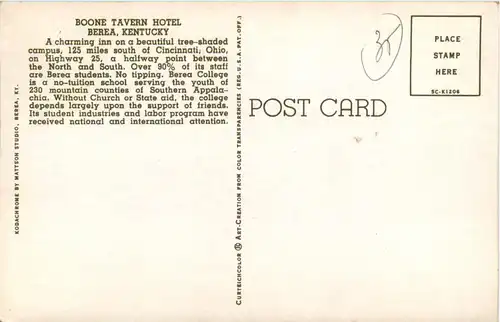 BOONE TAVERN HOTEL
BEREA, KENTUCKY
A charming inn on a beautiful tree-shaded
campus, 125 miles south of Cincinnati, Ohio,
on Highway 25, a halfway point between
the North and South. Over 90% of its staff
are Berea students. No tipping. Berea College
is a no-tuition school serving the youth of
230 mountain counties of Southern Appala-
chia. Without Church or State aid, the college
depends largely upon the support of friends.
Its student industries and labor program have
received national and international attention.
KODACHROME BY MATTSON STUDIO, BEREA, KY.
CURTEICHCOLOR ® ART-CREATION FROM COLOR TRANSPARENCIES (REG. U.S.A. PAT. OFF.)
POST CARD
35
PLACE
STAMP
HERE
5C-K1206